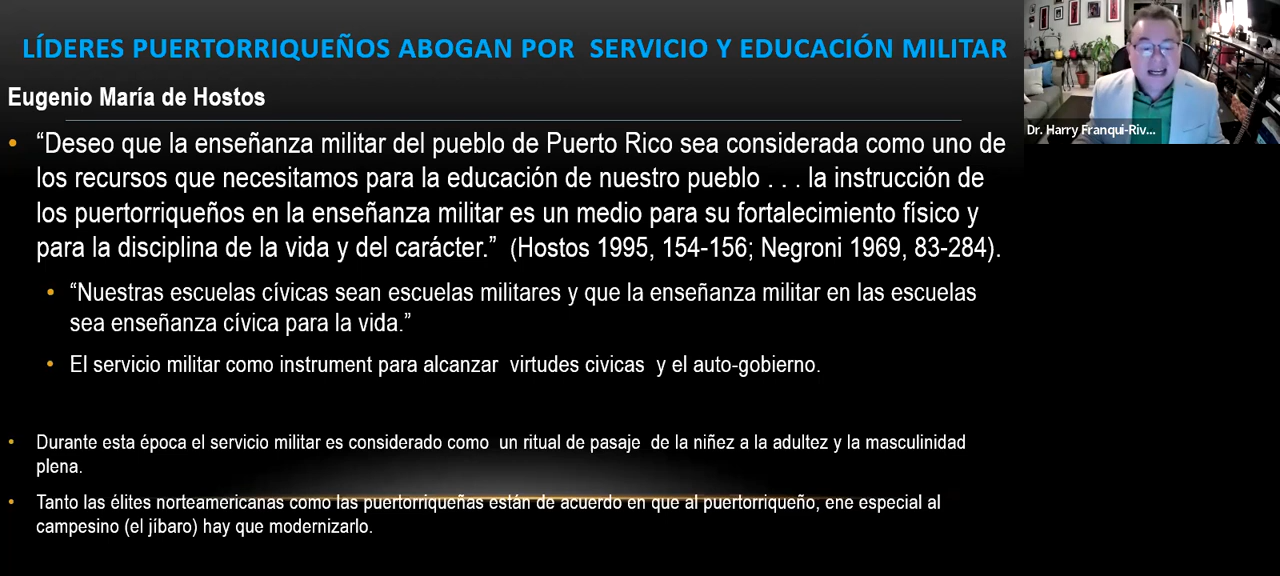 LÍDERES PUERTORRIQUEÑOS ABOGAN POR SERVICIO Y EDUCACIÓN MILITAR
Eugenio María de Hostos
• “Deseo que la enseñanza militar del pueblo de Puerto Rico sea considerada como uno de
los recursos que necesitamos para la educación de nuestro pueblo . . . la instrucción de
los puertorriqueños en la enseñanza militar es un medio para su fortalecimiento físico y
para la disciplina de la vida y del carácter.” (Hostos 1995, 154-156; Negroni 1969, 83-284).
• “Nuestras escuelas cívicas sean escuelas militares y que la enseñanza militar en las escuelas
sea enseñanza cívica para la vida.”
• El servicio militar como instrument para alcanzar virtudes civicas y el auto-gobierno.
• Durante esta época el servicio militar es considerado como un ritual de pasaje de la niñez a la adultez y la masculinidad
plena.
• Tanto las élites norteamericanas como las puertorriqueñas están de acuerdo en que al puertorriqueño, ene especial al
campesino (el jíbaro) hay que modernizarlo.
Dr. Harry Franqui-Riv...